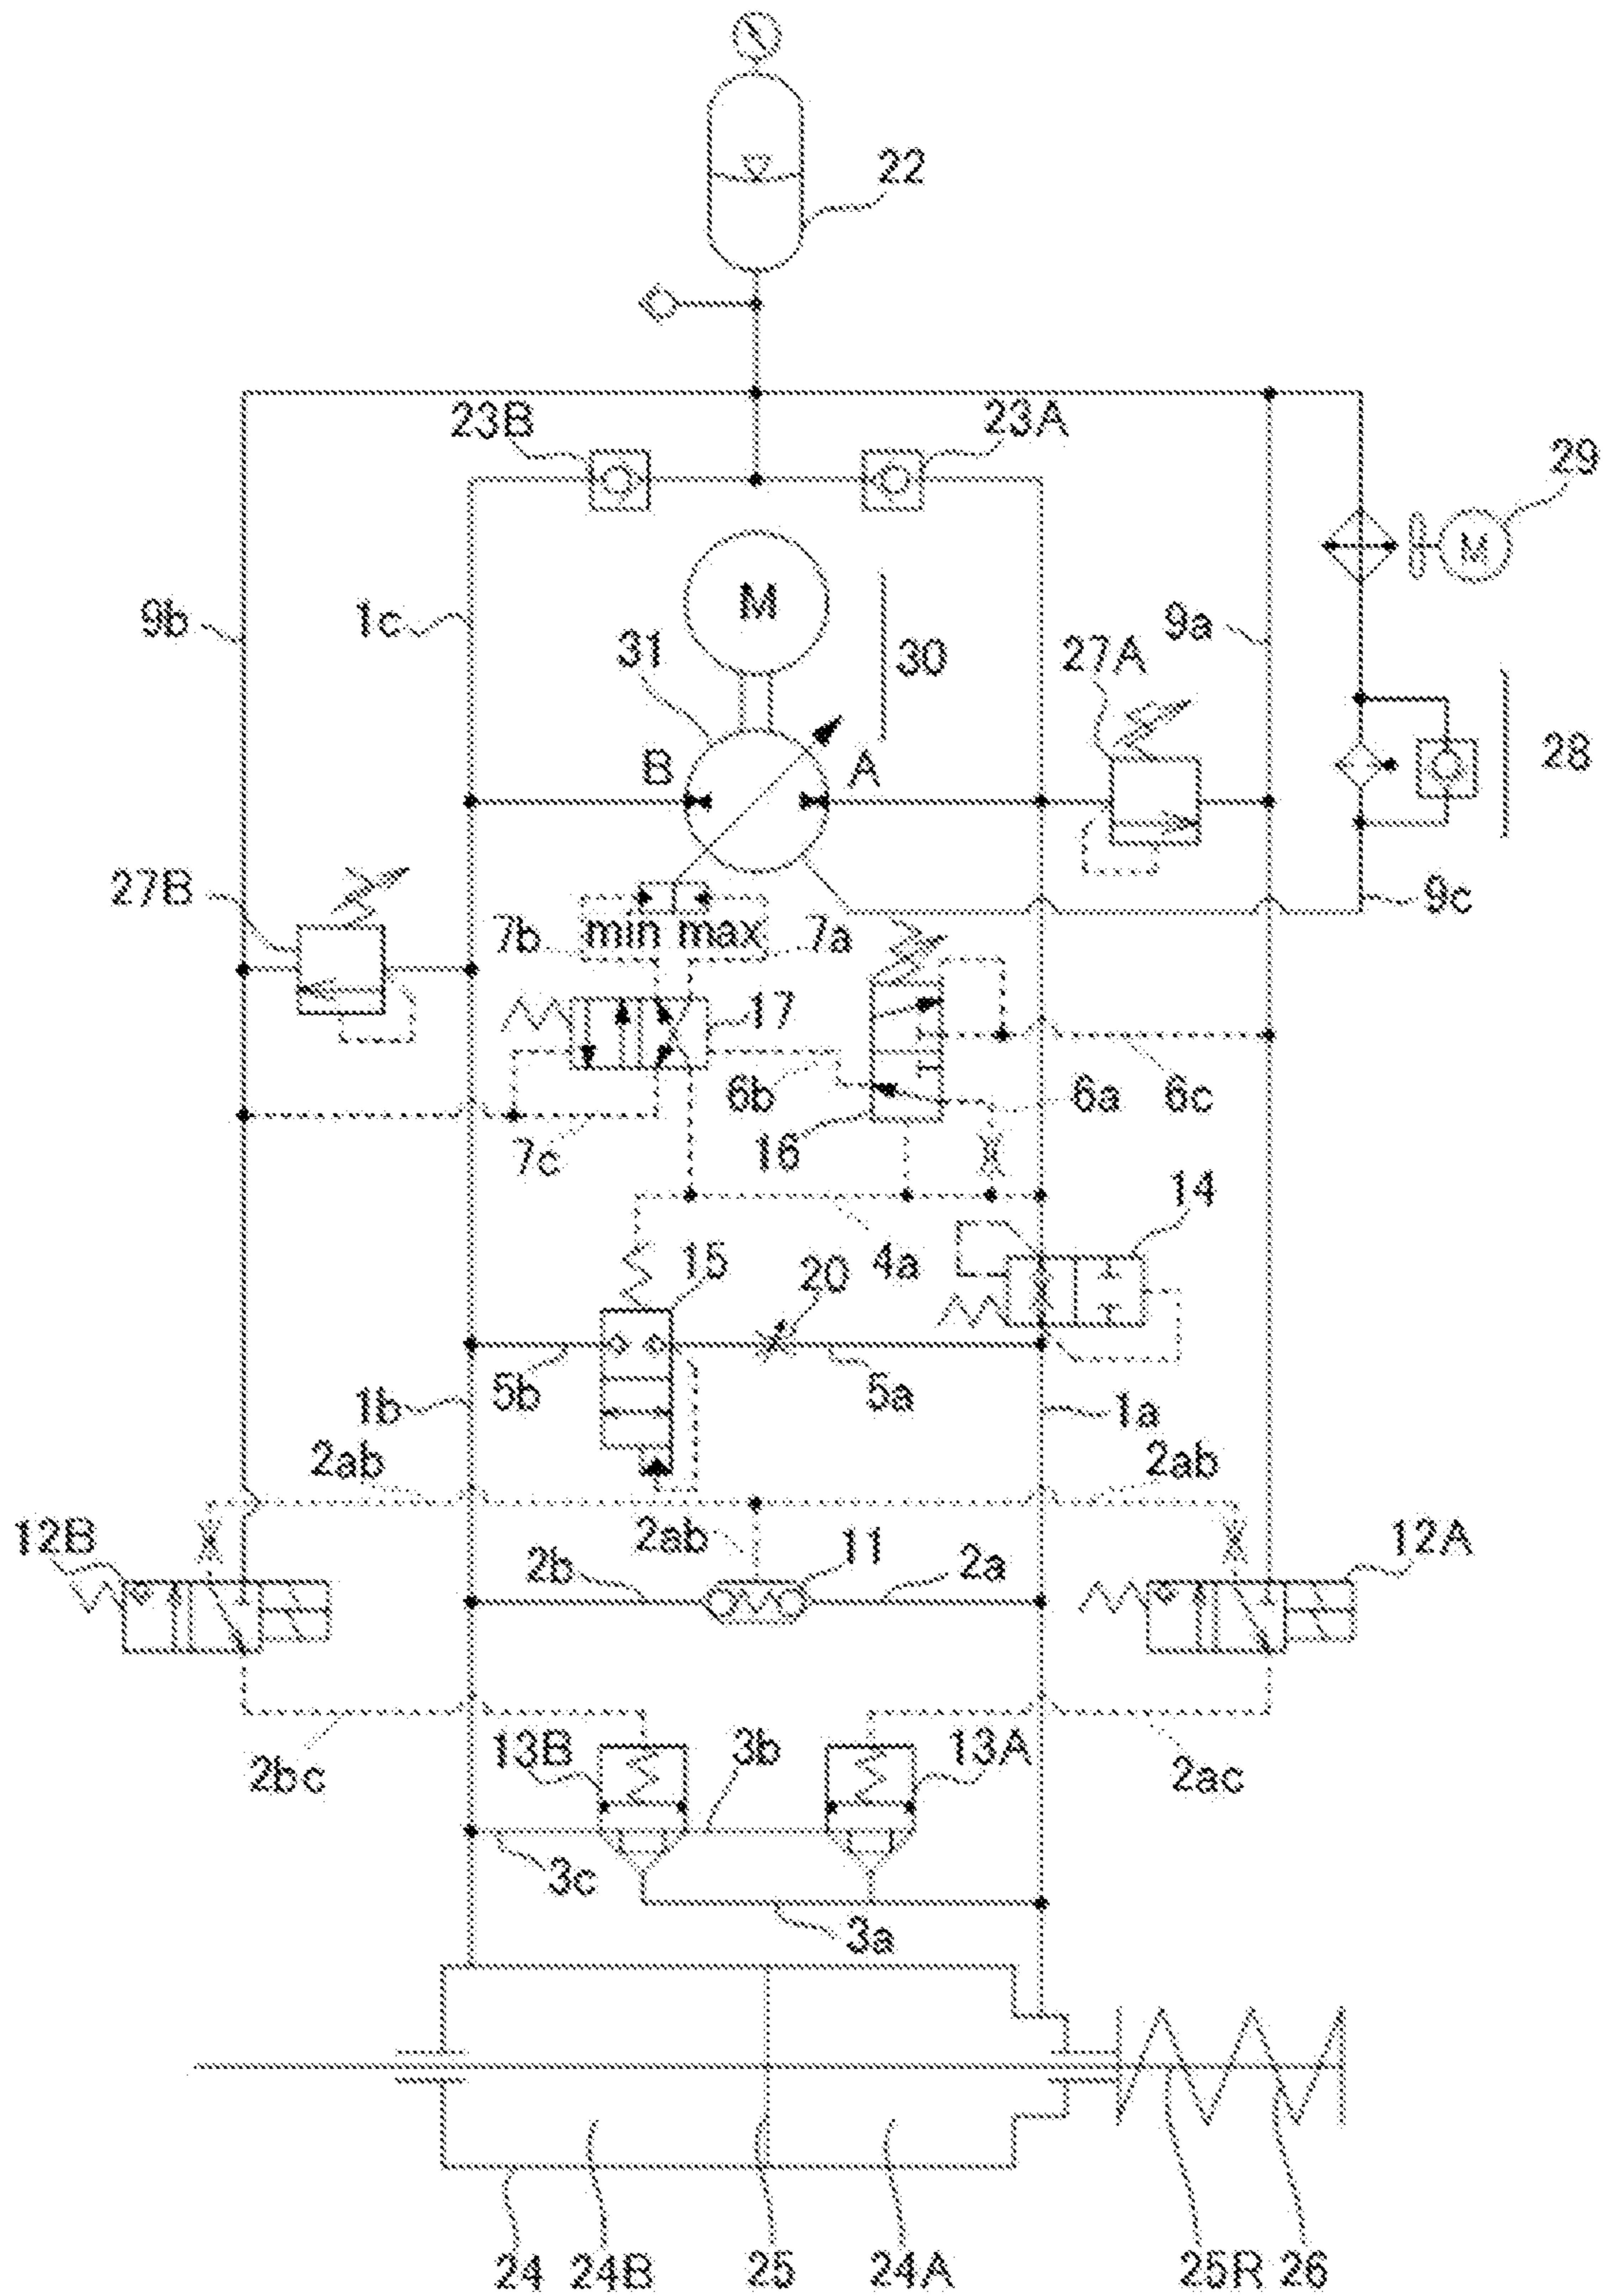 22
23B 23A
29
M
M
9b 1c 9a
31 30 27A
28
B A
27B 9c
7b min max 7a
17
6b 6a 6c
7c 16
14
15 20 4a
5b 5a
1b 1a
2ab 2ab
12B 2ab 11 12A
2b 2a
13B 3b 13A
2bc 2ac
3c
3a
24 24B 25 24A 25R 26